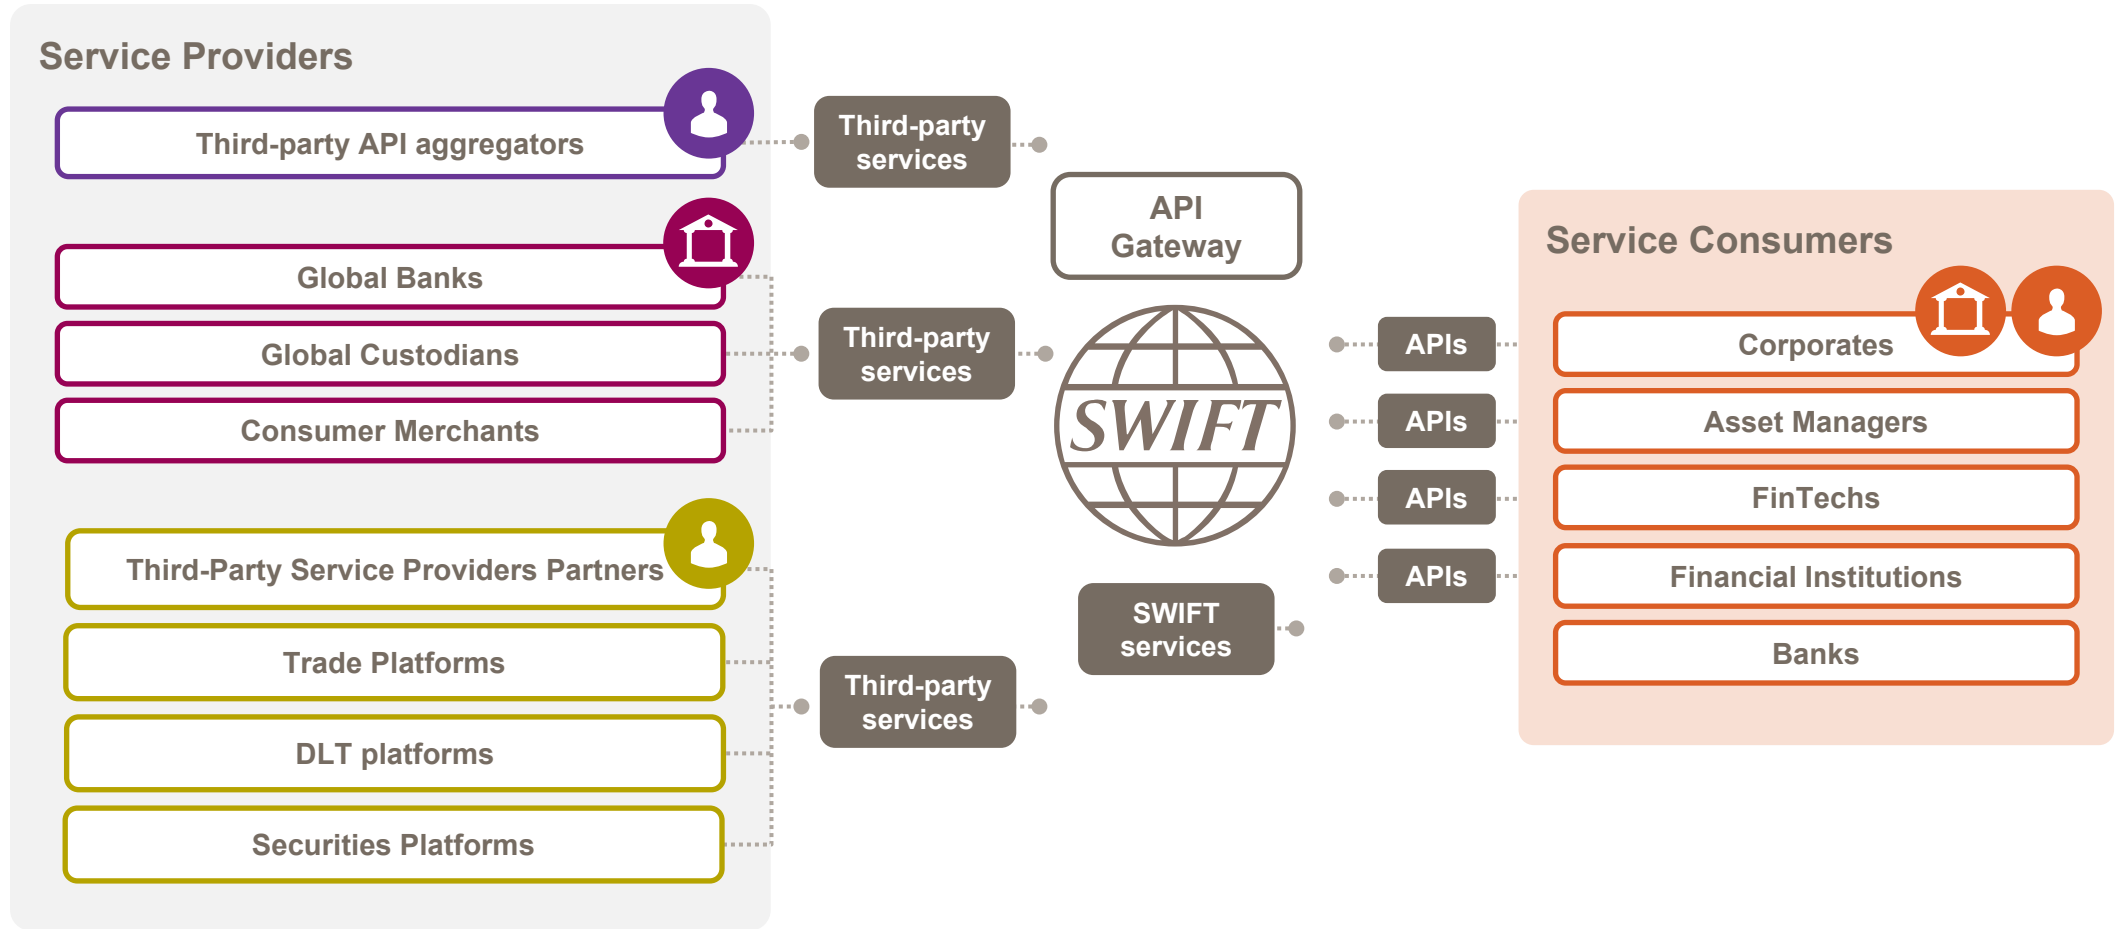 Service Providers
Third-party API aggregators
Global Banks
Global Custodians
Consumer Merchants
Third-Party Service Providers Partners
Trade Platforms
DLT platforms
Securities Platforms
Third-party
services
Third-party
services
Third-party
services
API
Gateway
SWIFT
SWIFT
services
APIs
APIs
APIs
APIs
Service Consumers
Corporates
Asset Managers
FinTechs
Financial Institutions
Banks